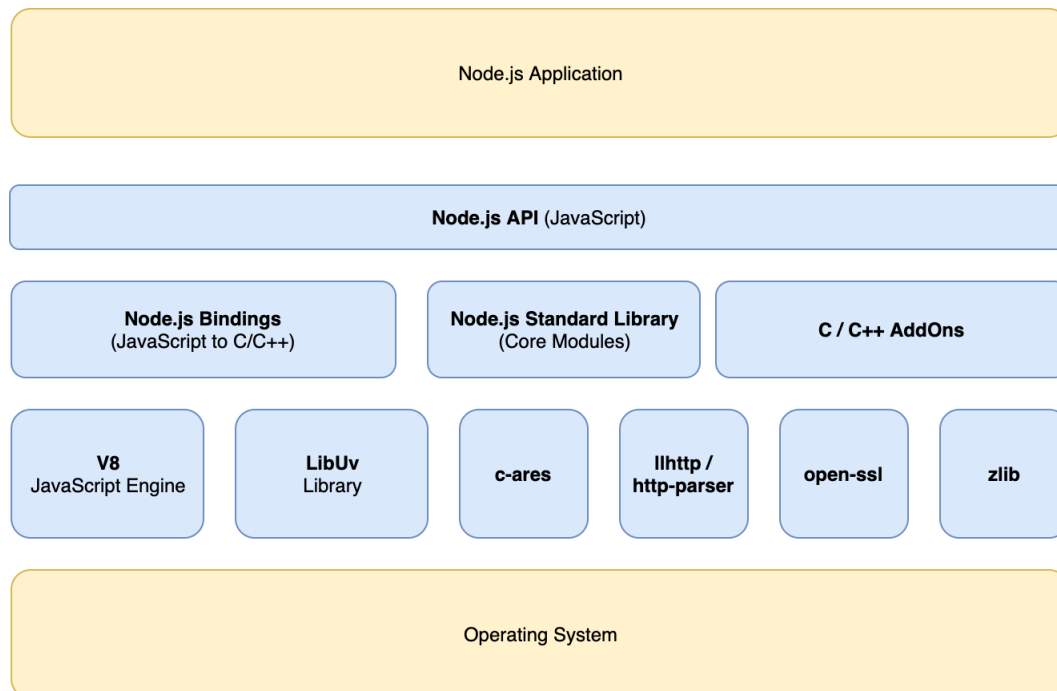 Node.js Application
Node.js API (JavaScript)
Node.js Bindings
(JavaScript to C/C++)
Node.js Standard Library
(Core Modules)
C / C++ AddOns
V8
JavaScript Engine
LibUv
Library
c-ares
llhttp /
http-parser
open-ssl
zlib
Operating System